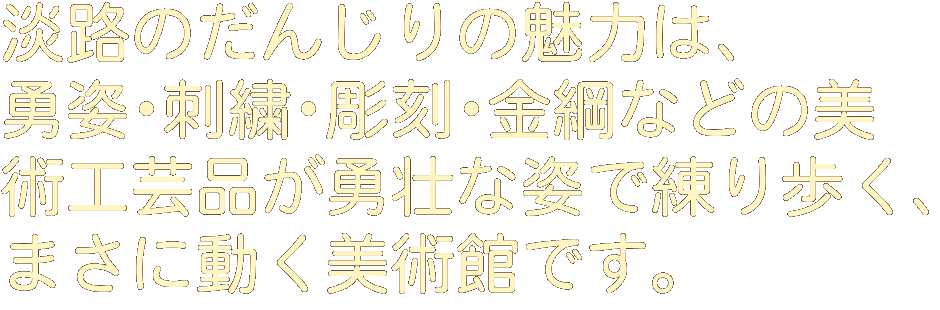 淡路のだんじりの魅力は、
勇姿・刺繍・彫刻・金綱などの美
術工芸品が勇壮な姿で練り歩く、
まさに動く美術館です。